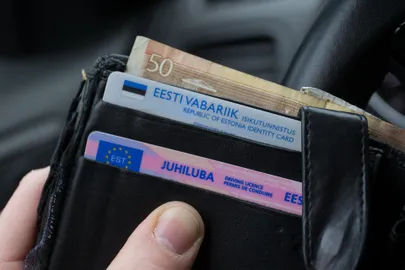 50
EESTI VABARIIK ISIKUTUNNISTUS
REPUBLIC OF ESTONIA IDENTITY CARD
EST
JUHILUBA
DRIVING LICENCE
PERMIS DE CONDUIRE
EES